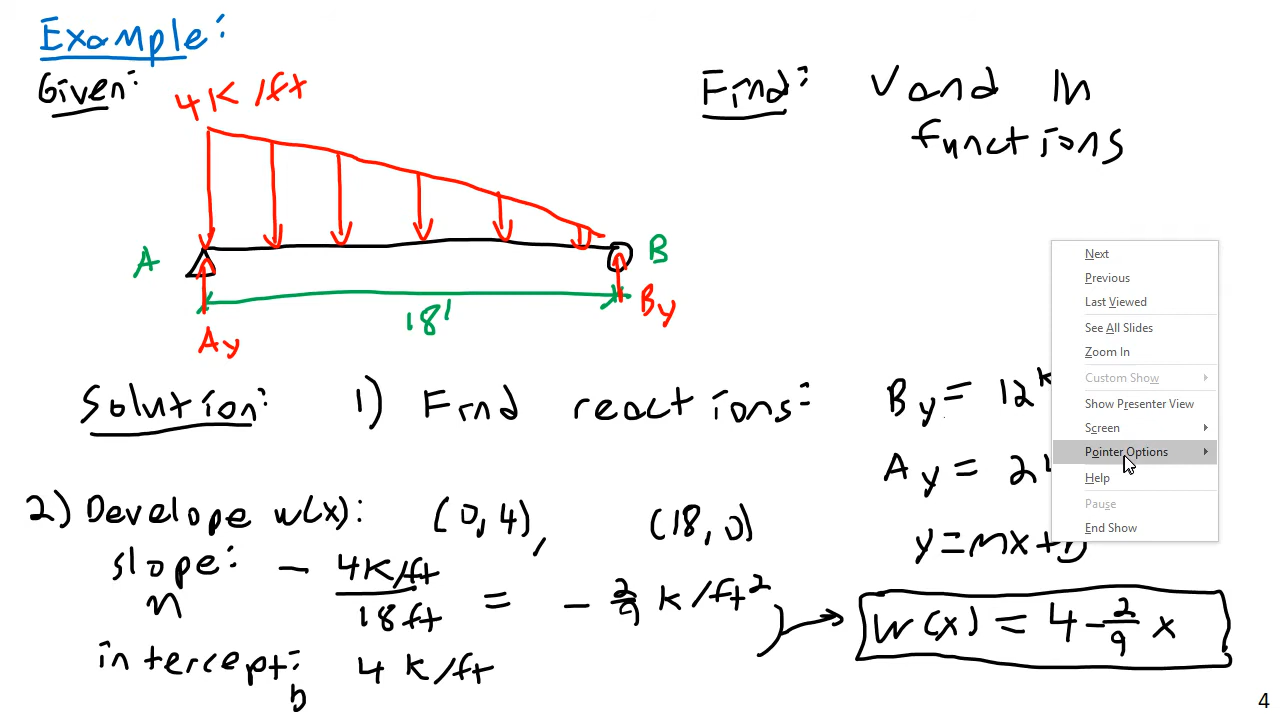 Example:
Given:
4K/ft
Find: V and M
functions
A
B
18'
By
Ay
Solution: 1) Find reactions:
By = 12k
Ay = 2
2) Develope w(x): (0,4), (18,0)
y=mx+b
slope: - 4K/ft / 18ft = - 2/9 k/ft²
m
w(x) = 4 - 2/9 x
intercept: 4 K/ft
b
Next
Previous
Last Viewed
See All Slides
Zoom In
Custom Show
Show Presenter View
Screen
Pointer Options
Help
Pause
End Show
4